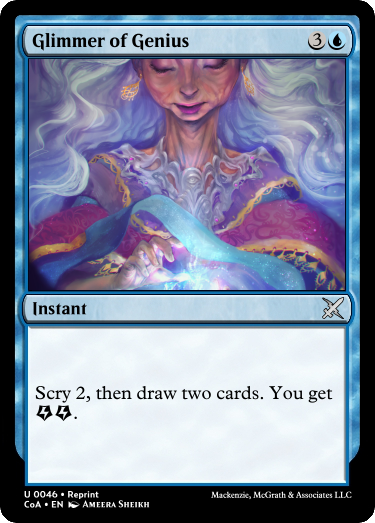 Glimmer of Genius 3
Instant
Scry 2, then draw two cards. You get
.
U 0046 • Reprint
CoA • EN AMEERA SHEIKH
Mackenzie, McGrath & Associates LLC